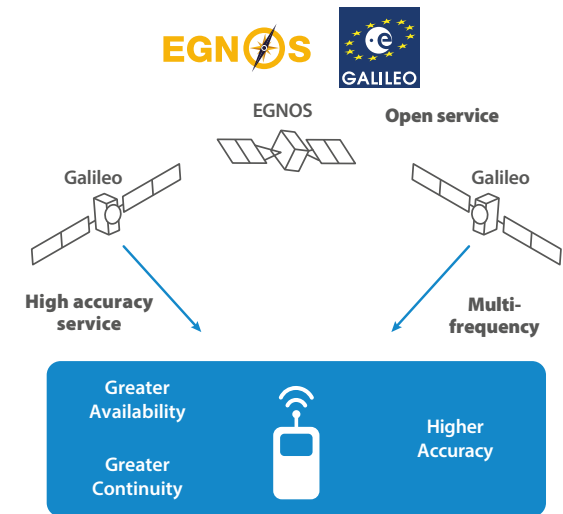 EGNOS
GALILEO
EGNOS
Open service
Galileo
Galileo
High accuracy
service
Multi-
frequency
Greater
Availability
Higher
Accuracy
Greater
Continuity